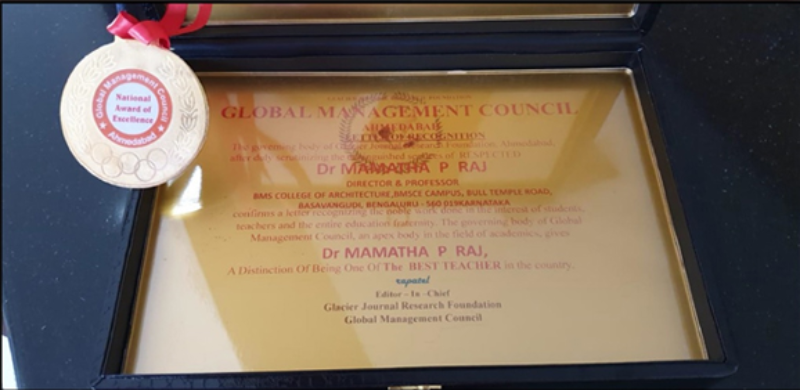 Global Management Council
Ahmedabad
National
Award of
Excellence
GLOBAL MANAGEMENT COUNCIL
AHMEDABAD
LETTER OF RECOGNITION
The governing body of Glacier Journal Research Foundation, Ahmedabad,
after duly scrutinizing the distinguished services of RESPECTED
Dr MAMATHA P RAJ
DIRECTOR & PROFESSOR
BMS COLLEGE OF ARCHITECTURE,BMSCE CAMPUS, BULL TEMPLE ROAD,
BASAVANGUDI, BENGALURU - 560 019KARNATAKA
confirms a letter recognizing the noble work done in the interest of students,
teachers and the entire education fraternity. The governing body of Global
Management Council, an apex body in the field of academics, gives
Dr MAMATHA P RAJ,
A Distinction Of Being One Of The BEST TEACHER in the country.
Editor - In - Chief
Glacier Journal Research Foundation
Global Management Council